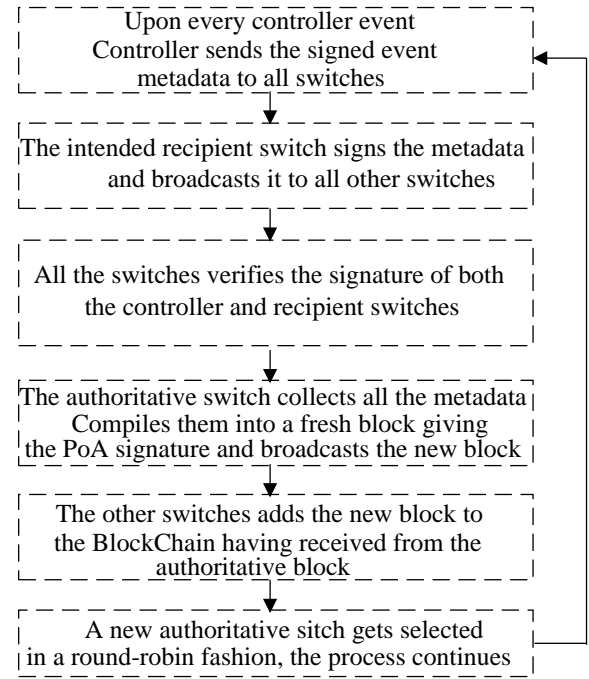 Upon every controller event
Controller sends the signed event
metadata to all switches
The intended recipient switch signs the metadata
and broadcasts it to all other switches
All the switches verifies the signature of both
the controller and recipient switches
The authoritative switch collects all the metadata
Compiles them into a fresh block giving
the PoA signature and broadcasts the new block
The other switches adds the new block to
the BlockChain having received from the
authoritative block
A new authoritative sitch gets selected
in a round-robin fashion, the process continues